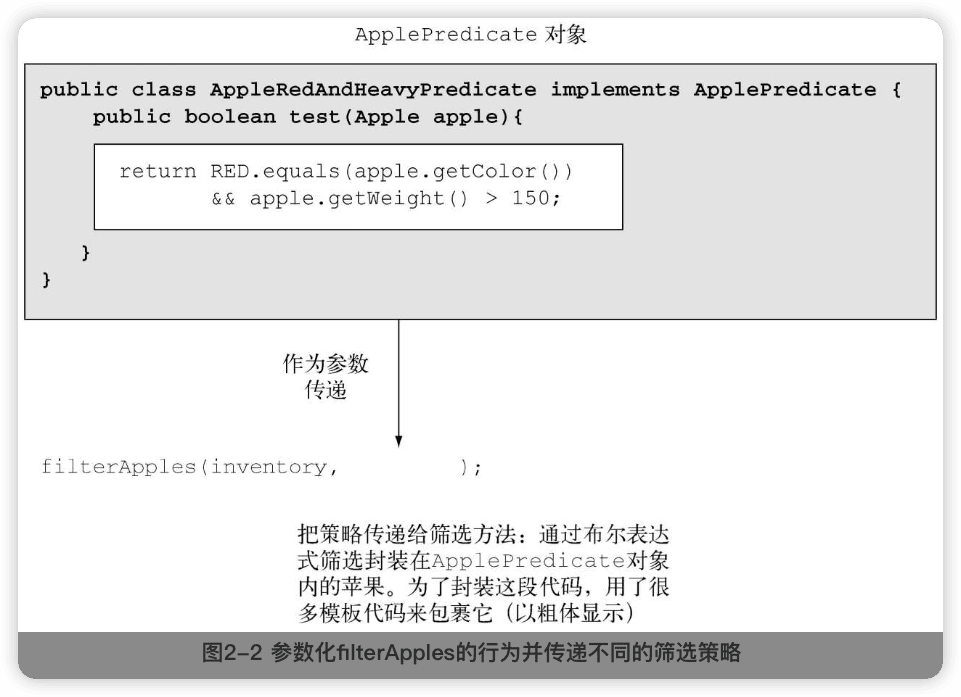 ApplePredicate 对象
public class AppleRedAndHeavyPredicate implements ApplePredicate {
public boolean test(Apple apple){
return RED.equals(apple.getColor())
&& apple.getWeight() > 150;
}
}
作为参数
传递
filterApples(inventory, );
把策略传递给筛选方法：通过布尔表达
式筛选封装在ApplePredicate对象
内的苹果。为了封装这段代码，用了很
多模板代码来包裹它（以粗体显示）
图2-2 参数化filterApples的行为并传递不同的筛选策略